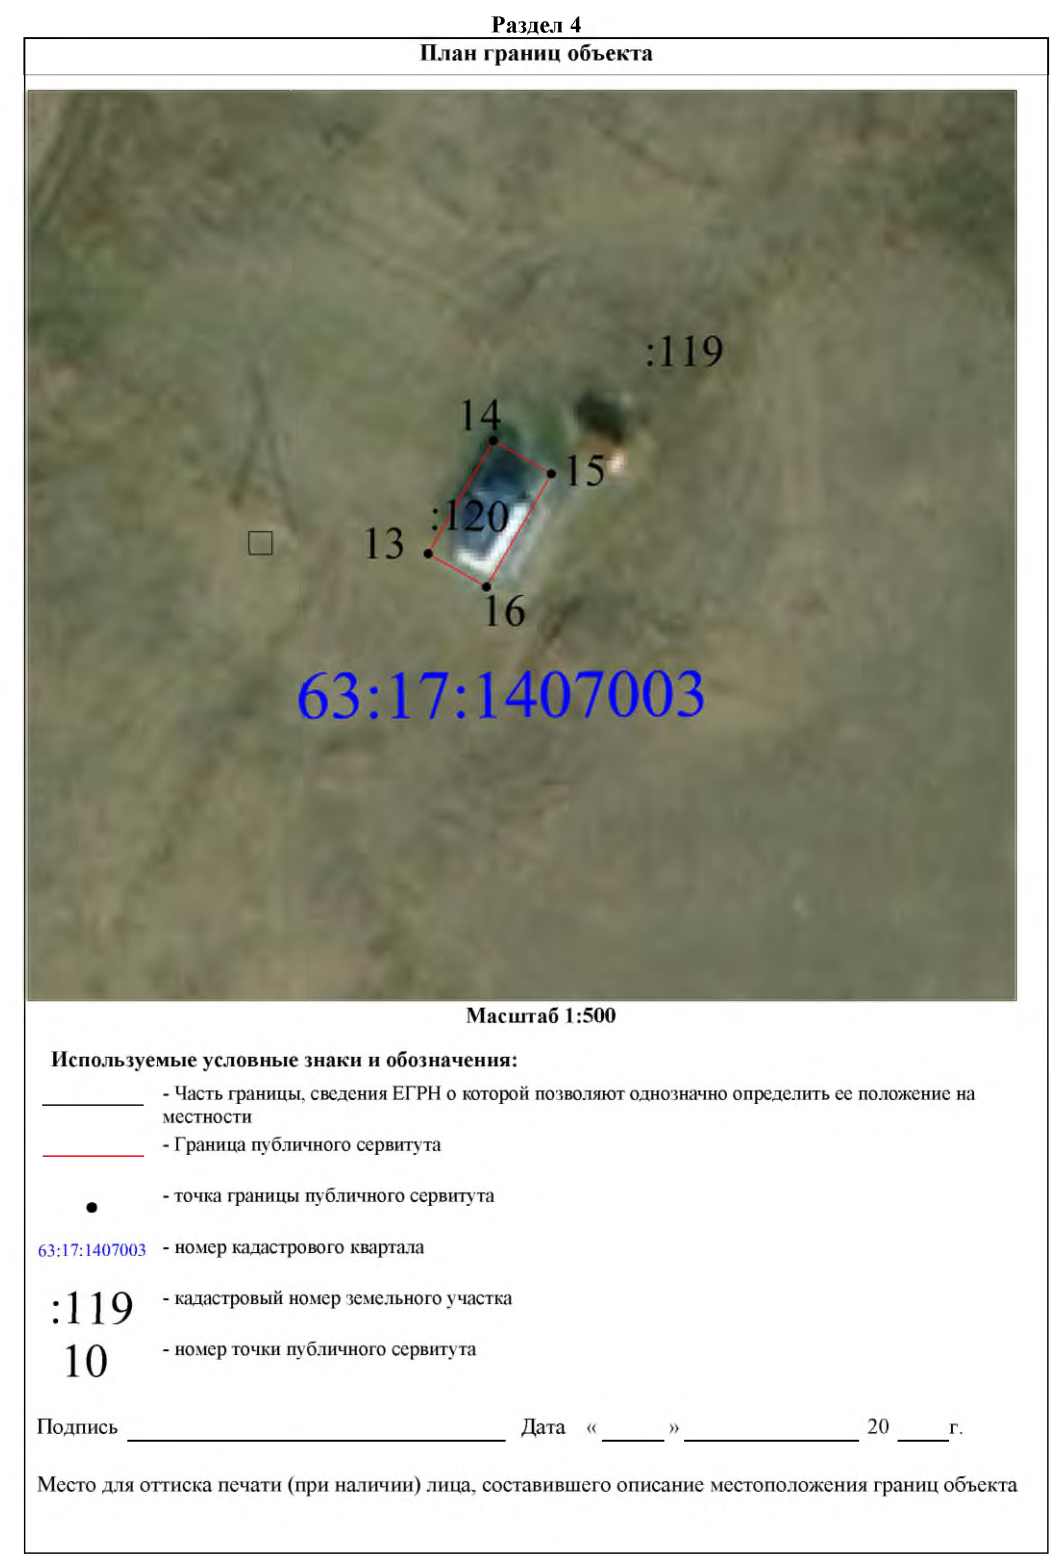 Раздел 4
План границ объекта
:119
14
15
:120
13
16
63:17:1407003
Масштаб 1:500
Используемые условные знаки и обозначения:
- Часть границы, сведения ЕГРН о которой позволяют однозначно определить ее положение на
местности
- Граница публичного сервитута
- точка границы публичного сервитута
63:17:1407003 - номер кадастрового квартала
:119 - кадастровый номер земельного участка
10 - номер точки публичного сервитута
Подпись Дата « » 20 г.
Место для оттиска печати (при наличии) лица, составившего описание местоположения границ объекта